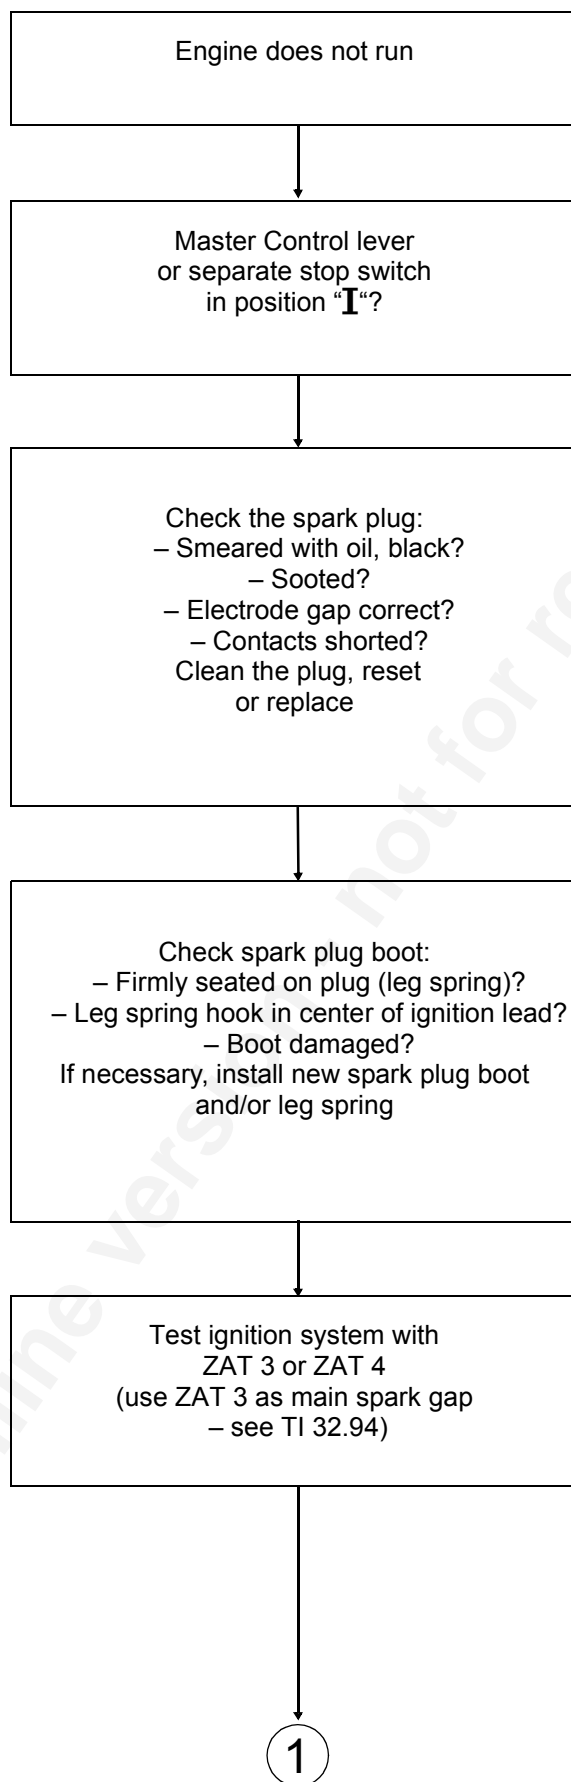 Engine does not run
Master Control lever
or separate stop switch
in position “I“?
Check the spark plug:
– Smeared with oil, black?
– Sooted?
– Electrode gap correct?
– Contacts shorted?
Clean the plug, reset
or replace
Check spark plug boot:
– Firmly seated on plug (leg spring)?
– Leg spring hook in center of ignition lead?
– Boot damaged?
If necessary, install new spark plug boot
and/or leg spring
Test ignition system with
ZAT 3 or ZAT 4
(use ZAT 3 as main spark gap
– see TI 32.94)
1
version not for